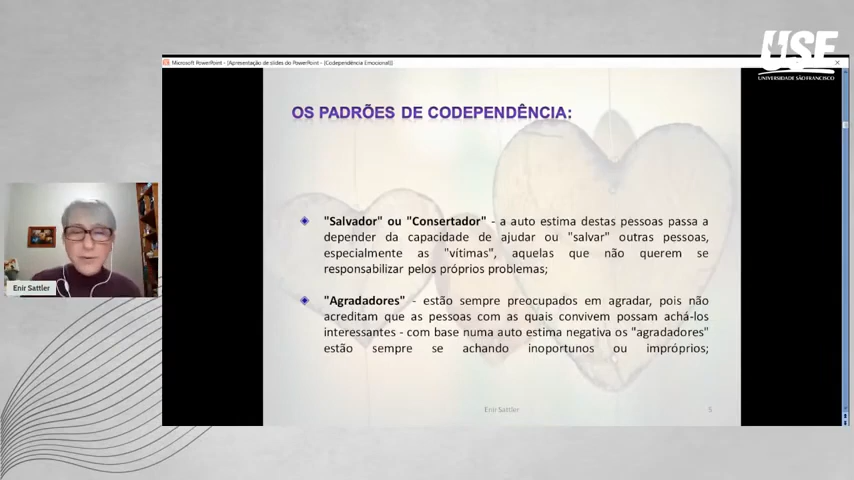 USF
UNIVERSIDADE SÃO FRANCISCO
Microsoft PowerPoint - [Apresentação de slides do PowerPoint - [Codependência Emocional]]
OS PADRÕES DE CODEPENDÊNCIA:
"Salvador" ou "Consertador" - a auto estima destas pessoas passa a
depender da capacidade de ajudar ou "salvar" outras pessoas,
especialmente as "vítimas", aquelas que não querem se
responsabilizar pelos próprios problemas;
"Agradadores" - estão sempre preocupados em agradar, pois não
acreditam que as pessoas com as quais convivem possam achá-los
interessantes - com base numa auto estima negativa os "agradadores"
estão sempre se achando inoportunos ou impróprios;
Enir Sattler
Enir Sattler
5